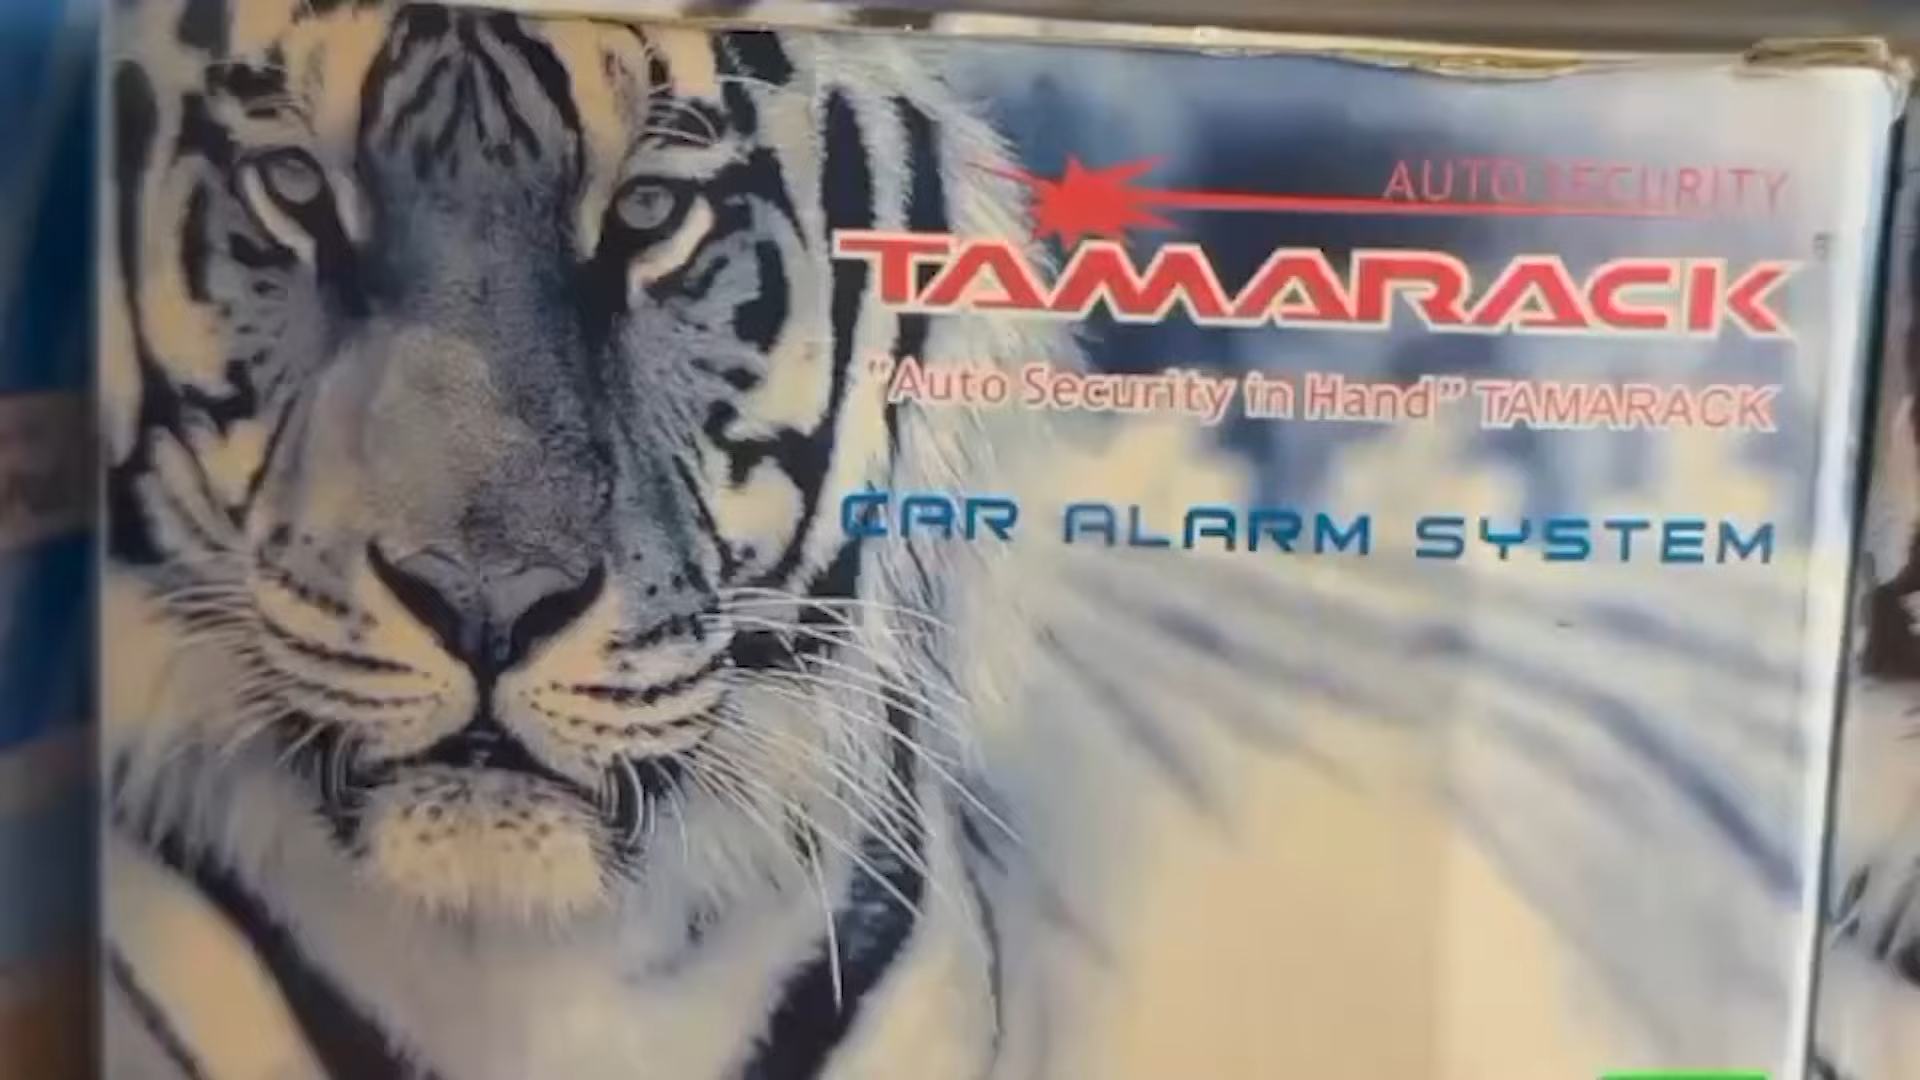 AUTO SECURITY
TAMARACK
"Auto Security in Hand" TAMARACK
CAR ALARM SYSTEM